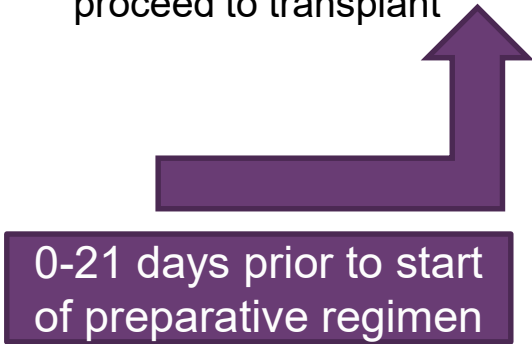 proceed to transplant
0-21 days prior to start
of preparative regimen